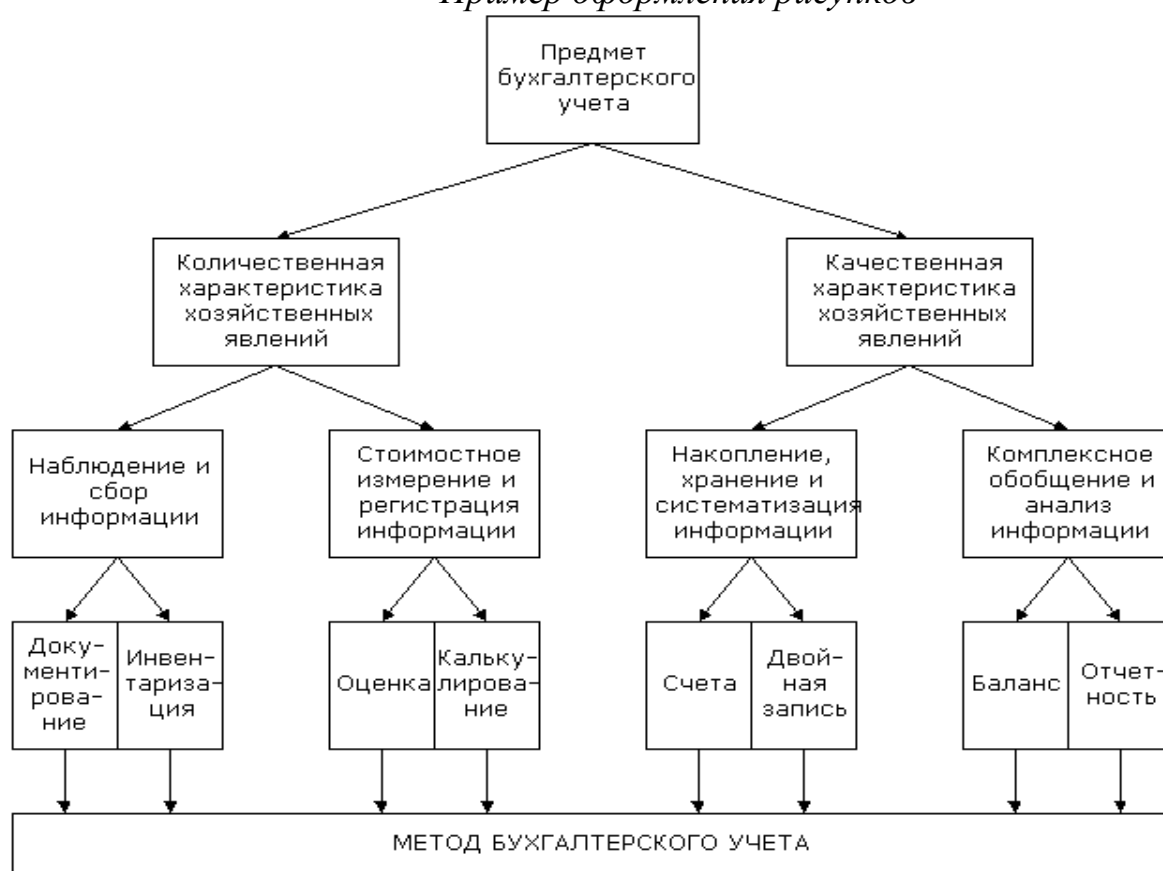 Пример оформления рисунков
Предмет
бухгалтерского
учета
Количественная
характеристика
хозяйственных
явлений
Качественная
характеристика
хозяйственных
явлений
Наблюдение и
сбор
информации
Стоимостное
измерение и
регистрация
информации
Накопление,
хранение и
систематизация
информации
Комплексное
обобщение и
анализ
информации
Доку-
менти-
рова-
ние
Инвен-
тариза-
ция
Оценка
Кальку-
лирова-
ние
Счета
Двой-
ная
запись
Баланс
Отчет-
ность
МЕТОД БУХГАЛТЕРСКОГО УЧЕТА